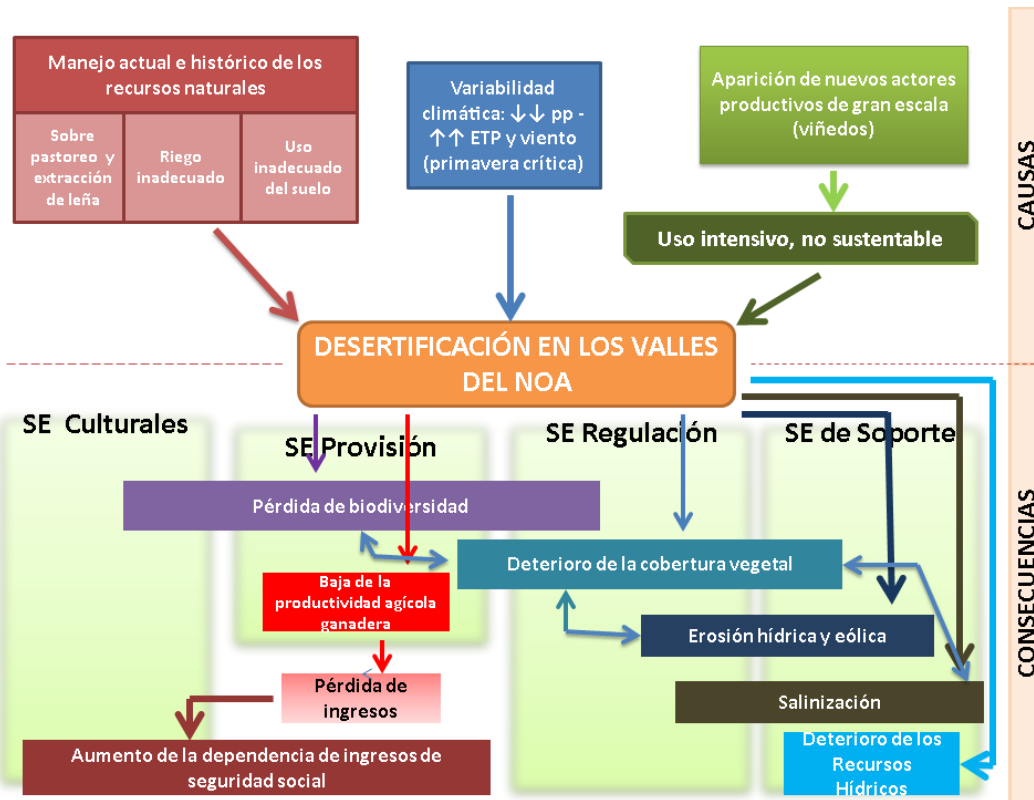 Manejo actual e histórico de los
recursos naturales
Sobre
pastoreo y
extracción
de leña
Riego
inadecuado
Uso
inadecuado
del suelo
Variabilidad
climática: ↓↓ pp -
↑↑ ETP y viento
(primavera crítica)
Aparición de nuevos actores
productivos de gran escala
(viñedos)
Uso intensivo, no sustentable
CAUSAS
DESERTIFICACIÓN EN LOS VALLES
DEL NOA
SE Culturales
SE Provisión
SE Regulación
SE de Soporte
Pérdida de biodiversidad
Deterioro de la cobertura vegetal
Baja de la
productividad agícola
ganadera
Erosión hídrica y eólica
Pérdida de
ingresos
Salinización
Aumento de la dependencia de ingresos de
seguridad social
Deterioro de los
Recursos
Hídricos
CONSECUENCIAS